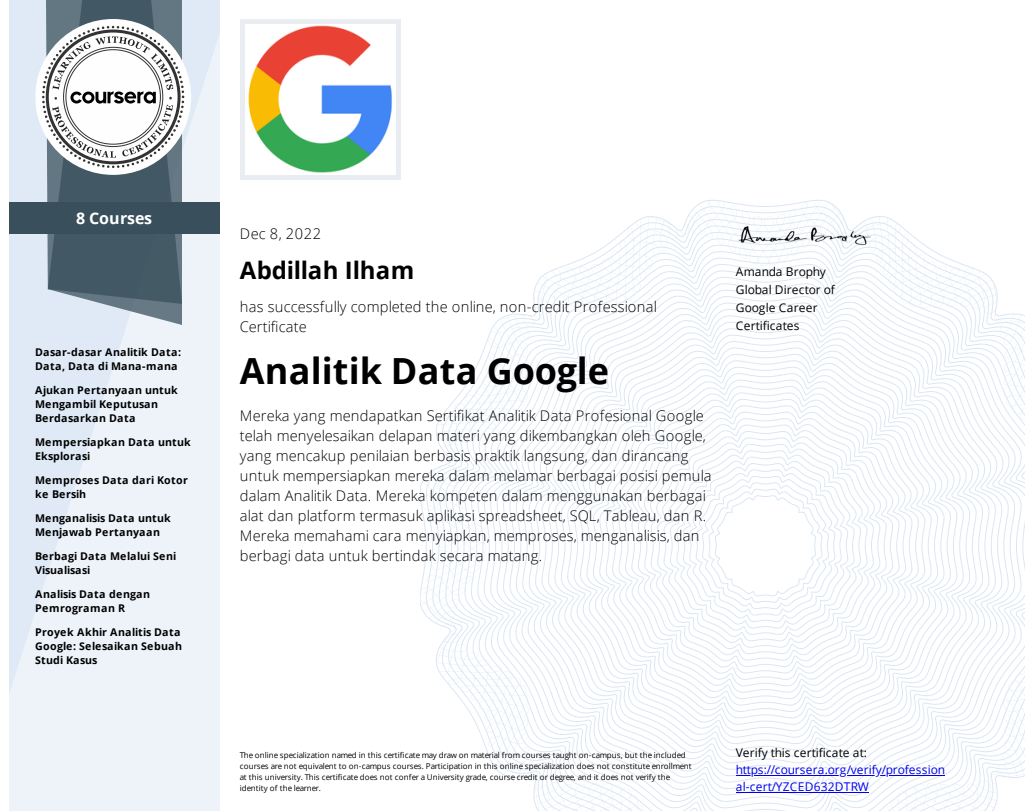 LEARNING WITHOUT LIMITS
coursera
PROFESSIONAL CERTIFICATE
8 Courses
Dasar-dasar Analitik Data:
Data, Data di Mana-mana
Ajukan Pertanyaan untuk
Mengambil Keputusan
Berdasarkan Data
Mempersiapkan Data untuk
Eksplorasi
Memproses Data dari Kotor
ke Bersih
Menganalisis Data untuk
Menjawab Pertanyaan
Berbagi Data Melalui Seni
Visualisasi
Analisis Data dengan
Pemrograman R
Proyek Akhir Analitis Data
Google: Selesaikan Sebuah
Studi Kasus
Dec 8, 2022
Abdillah Ilham
has successfully completed the online, non-credit Professional
Certificate
Analitik Data Google
Mereka yang mendapatkan Sertifikat Analitik Data Profesional Google
telah menyelesaikan delapan materi yang dikembangkan oleh Google,
yang mencakup penilaian berbasis praktik langsung, dan dirancang
untuk mempersiapkan mereka dalam melamar berbagai posisi pemula
dalam Analitik Data. Mereka kompeten dalam menggunakan berbagai
alat dan platform termasuk aplikasi spreadsheet, SQL, Tableau, dan R.
Mereka memahami cara menyiapkan, memproses, menganalisis, dan
berbagi data untuk bertindak secara matang.
Amanda Brophy
Amanda Brophy
Global Director of
Google Career
Certificates
The online specialization named in this certificate may draw on material from courses taught on-campus, but the included
courses are not equivalent to on-campus courses. Participation in this online specialization does not constitute enrollment
at this university. This certificate does not confer a University grade, course credit or degree, and it does not verify the
identity of the learner.
Verify this certificate at:
https://coursera.org/verify/profession
al-cert/YZCED632DTRW